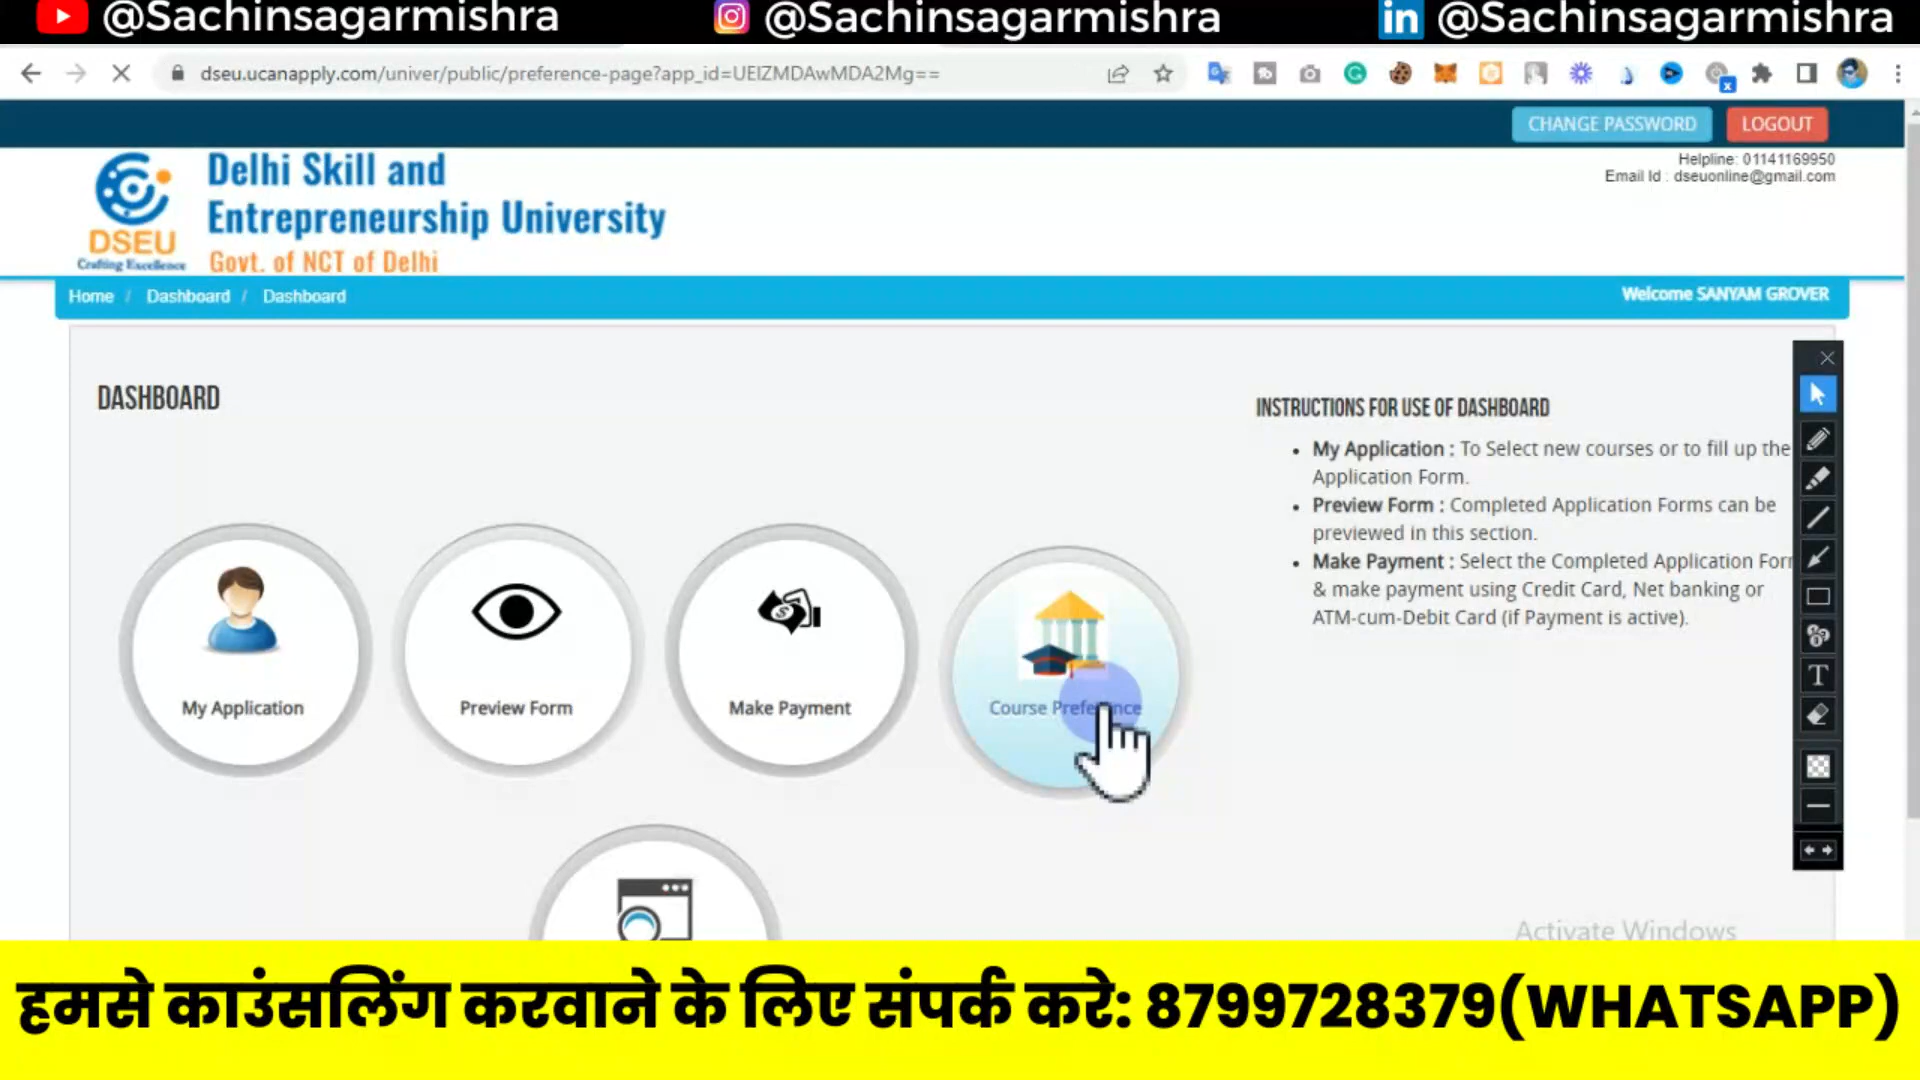 @Sachinsagarmishra @Sachinsagarmishra in @Sachinsagarmishra
dseu.ucanapply.com/univer/public/preference-page?app_id=UElZMDAwMDA2Mg==
CHANGE PASSWORD LOGOUT
Helpline: 01141169950
Email Id : dseuonline@gmail.com
Delhi Skill and
Entrepreneurship University
Govt. of NCT of Delhi
DSEU
Crafting Excellence
Home / Dashboard / Dashboard Welcome SANYAM GROVER
DASHBOARD
My Application Preview Form Make Payment Course Preference
INSTRUCTIONS FOR USE OF DASHBOARD
• My Application : To Select new courses or to fill up the
Application Form.
• Preview Form : Completed Application Forms can be
previewed in this section.
• Make Payment : Select the Completed Application Form
& make payment using Credit Card, Net banking or
ATM-cum-Debit Card (if Payment is active).
T
Activate Windows
हमसे काउंसलिंग करवाने के लिए संपर्क करे: 8799728379(WHATSAPP)